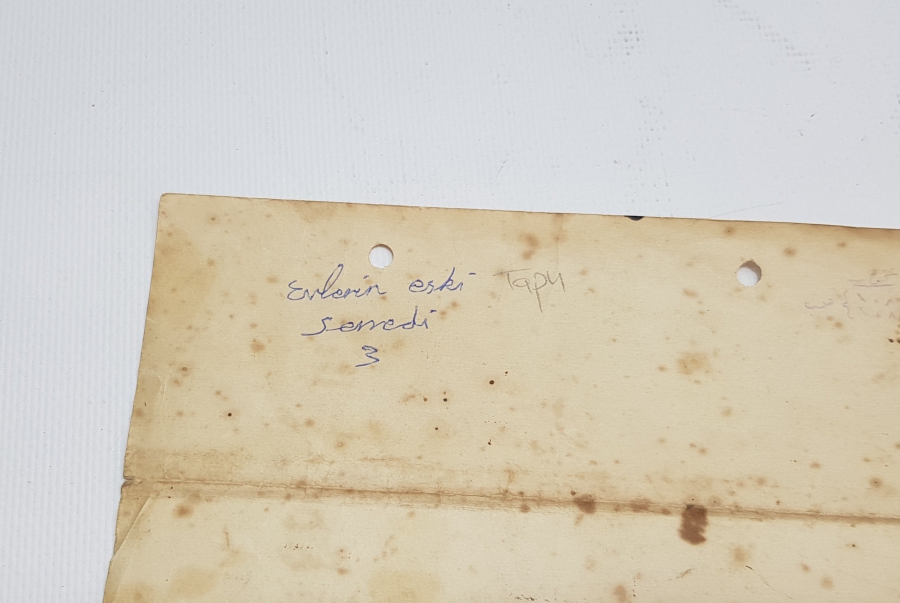 Evlerin eski Tapu
Senedi
3